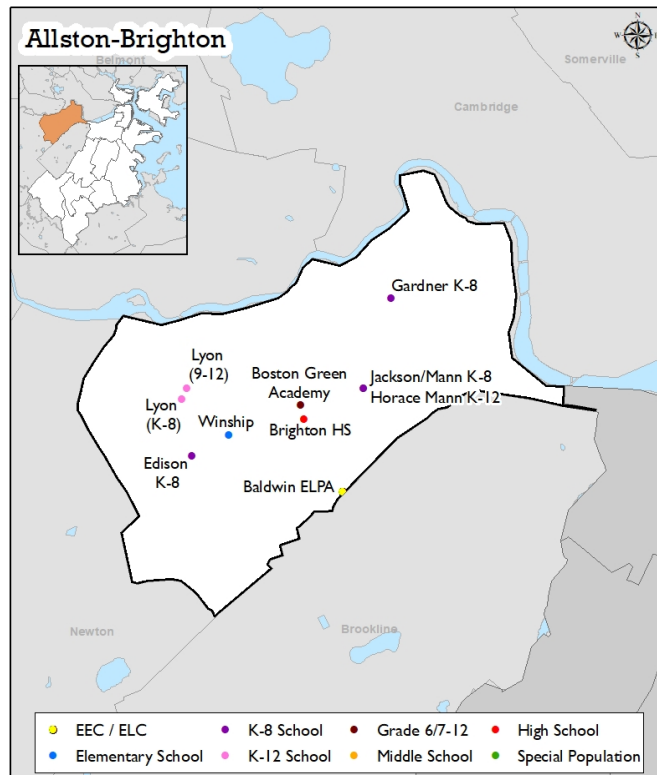 Allston-Brighton
Belmont
Somerville
Cambridge
N
W E
S
Gardner K-8
Lyon
(9-12)
Boston Green
Academy
Jackson/Mann K-8
Horace Mann K-12
Lyon
(K-8)
Winship
Brighton HS
Edison
K-8
Baldwin ELPA
Newton
Brookline
EEC / ELC
K-8 School
Grade 6/7-12
High School
Elementary School
K-12 School
Middle School
Special Population